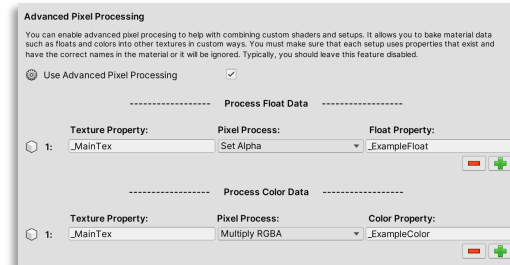 Advanced Pixel Processing
You can enable advanced pixel procesing to help with combining custom shaders and setups. It allows you to bake material data
such as floats and colors into other textures in custom ways. You must make sure that each setup uses properties that exist and
have the correct names in the material or it will be ignored. Typically, you should leave this feature disabled.
Use Advanced Pixel Processing
------------------ Process Float Data ------------------
Texture Property: Pixel Process: Float Property:
1: _MainTex Set Alpha _ExampleFloat
------------------ Process Color Data ------------------
Texture Property: Pixel Process: Color Property:
1: _MainTex Multiply RGBA _ExampleColor